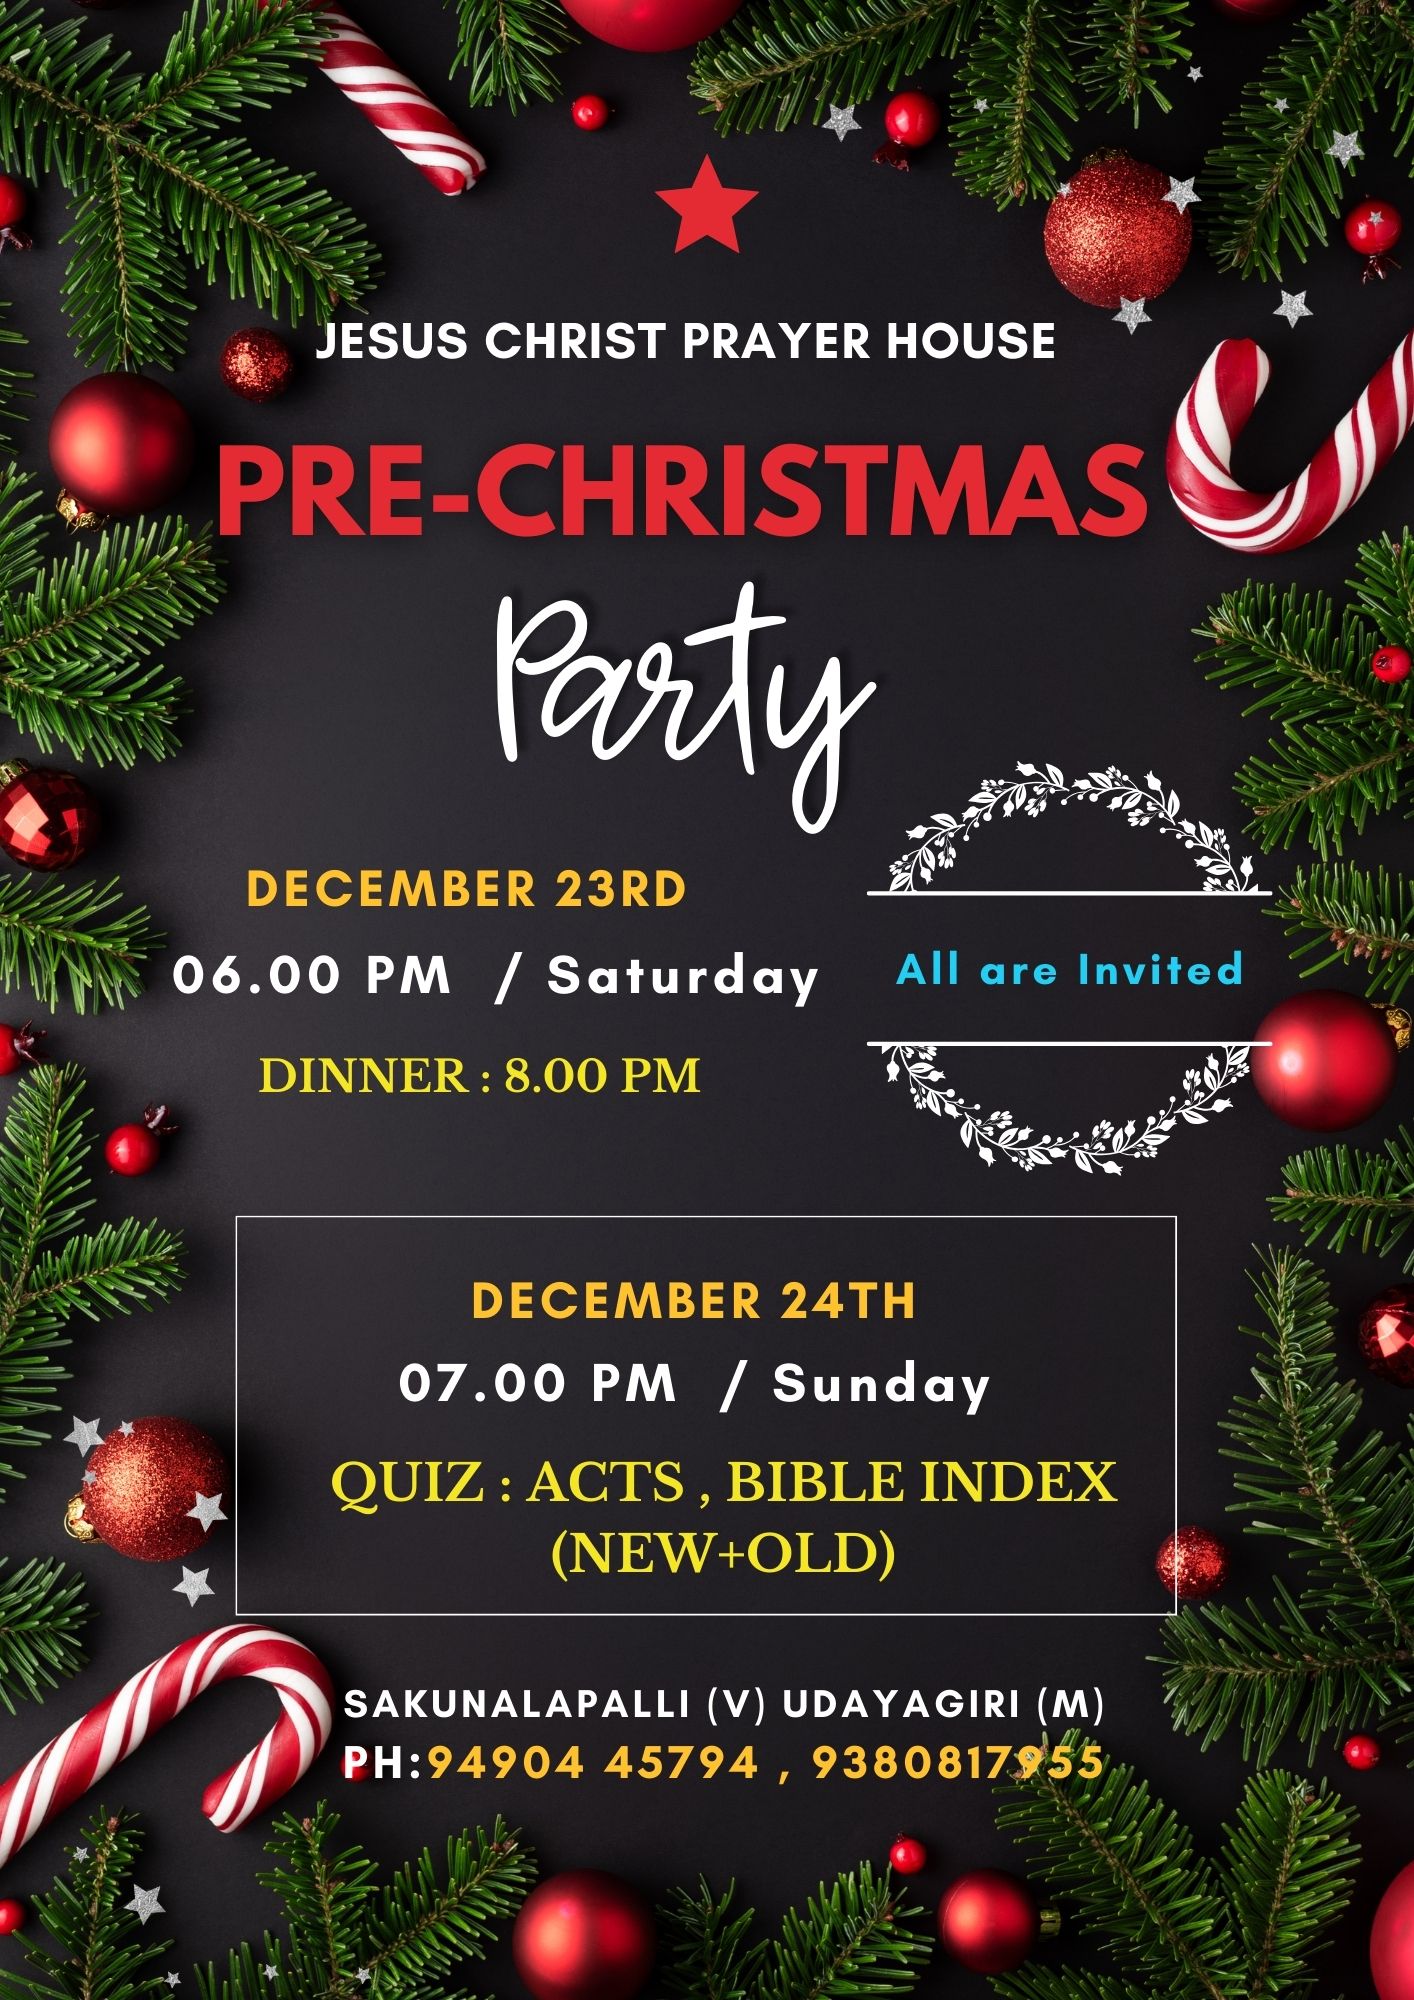 JESUS CHRIST PRAYER HOUSE
PRE-CHRISTMAS
Party
DECEMBER 23RD
06.00 PM / Saturday
DINNER : 8.00 PM
All are Invited
DECEMBER 24TH
07.00 PM / Sunday
QUIZ : ACTS , BIBLE INDEX
(NEW+OLD)
SAKUNALAPALLI (V) UDAYAGIRI (M)
PH:94904 45794 , 9380817955